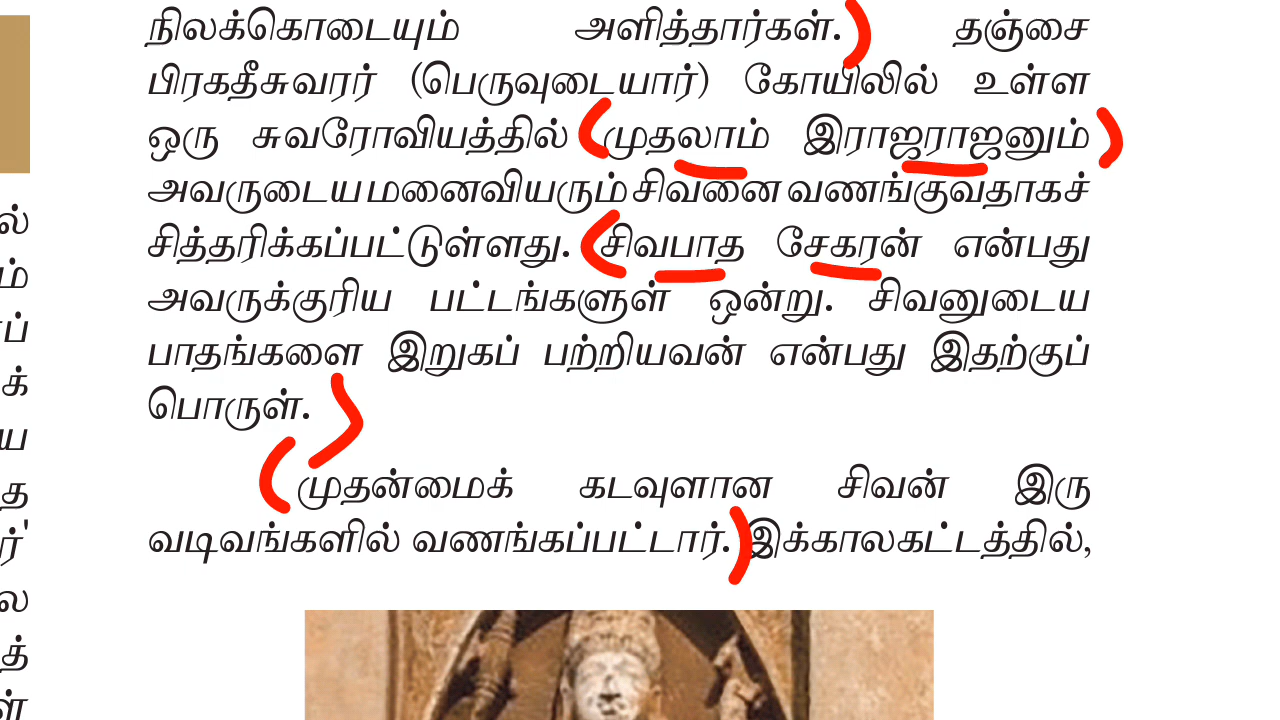 நிலக்கொடையும் அளித்தார்கள். தஞ்சை
பிரகதீசுவரர் (பெருவுடையார்) கோயிலில் உள்ள
ஒரு சுவரோவியத்தில் முதலாம் இராஜராஜனும்
அவருடைய மனைவியரும் சிவனை வணங்குவதாகச்
சித்தரிக்கப்பட்டுள்ளது. சிவபாத சேகரன் என்பது
அவருக்குரிய பட்டங்களுள் ஒன்று. சிவனுடைய
பாதங்களை இறுகப் பற்றியவன் என்பது இதற்குப்
பொருள்.
முதன்மைக் கடவுளான சிவன் இரு
வடிவங்களில் வணங்கப்பட்டார். இக்காலகட்டத்தில்,